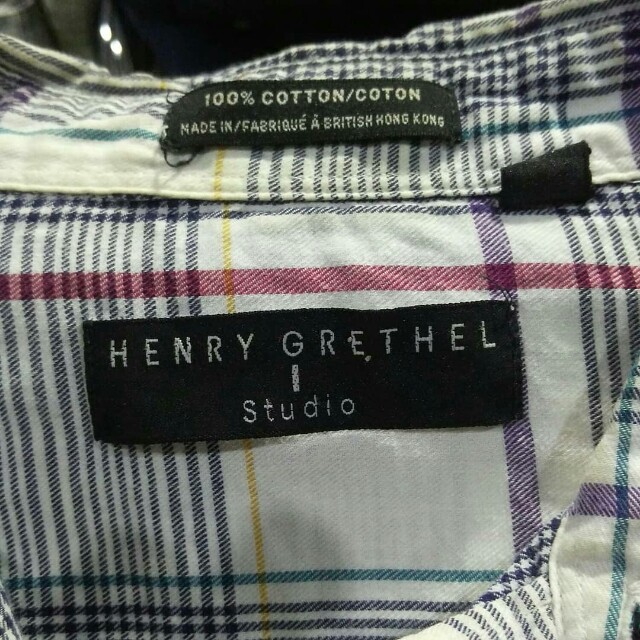 100% COTTON/COTON
MADE IN/FABRIQUÉ À BRITISH HONG KONG
HENRY GRETHEL
Studio